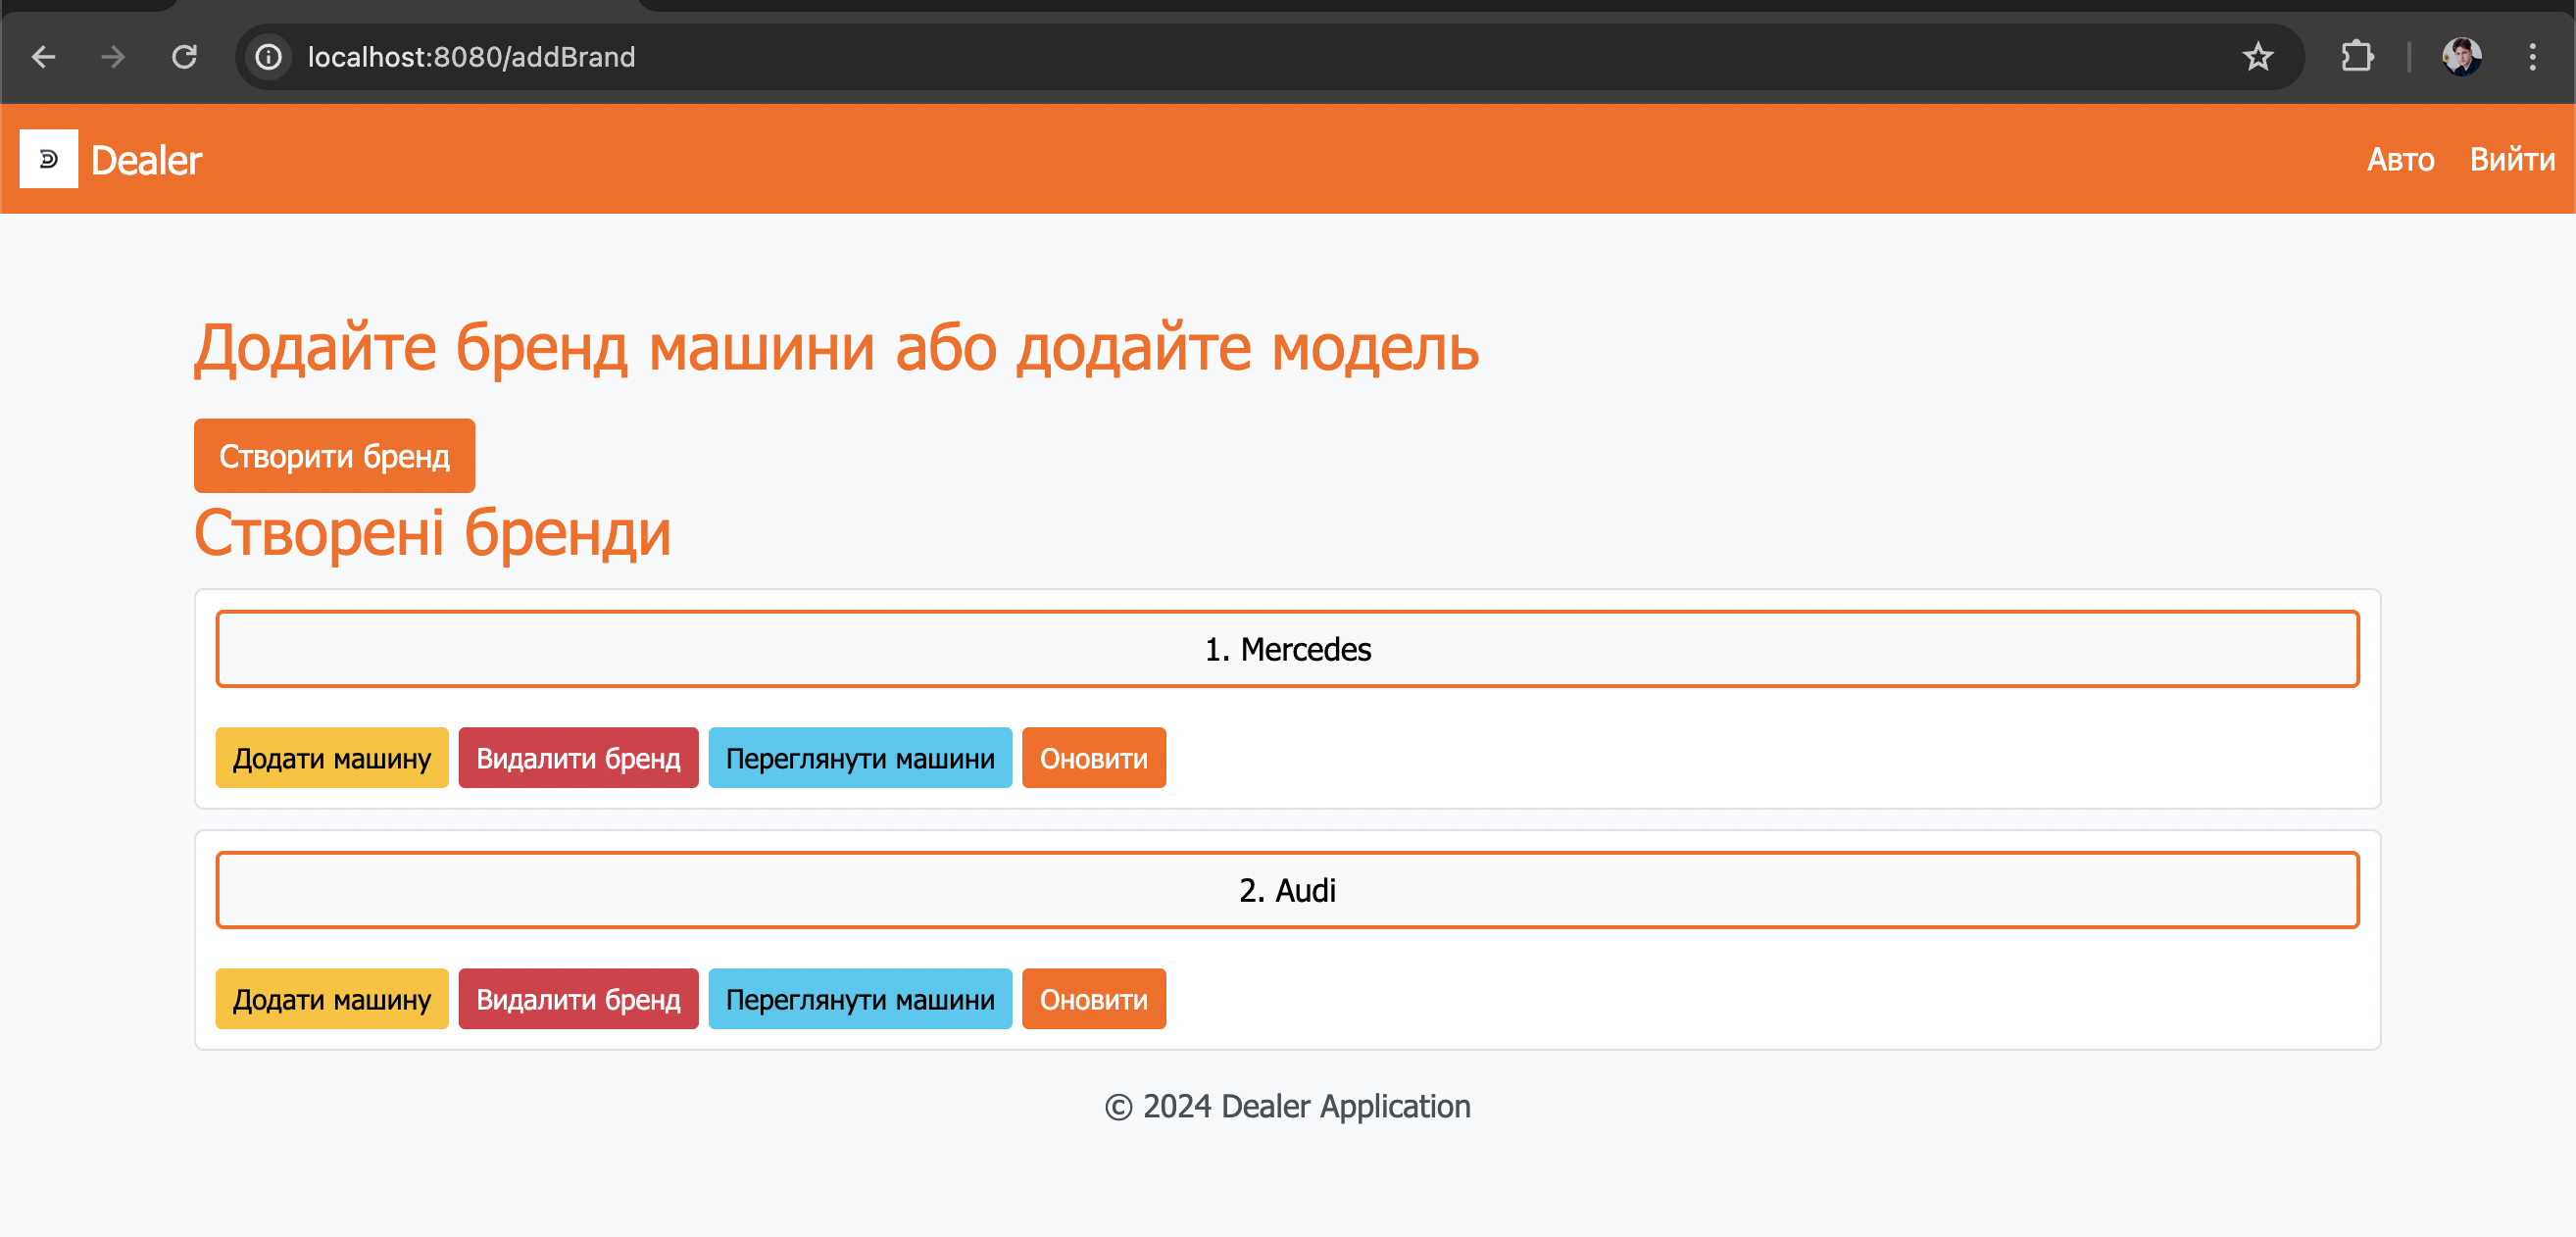 localhost:8080/addBrand
Dealer
Авто Вийти
Додайте бренд машини або додайте модель
Створити бренд
Створені бренди
1. Mercedes
Додати машину Видалити бренд Переглянути машини Оновити
2. Audi
Додати машину Видалити бренд Переглянути машини Оновити
© 2024 Dealer Application